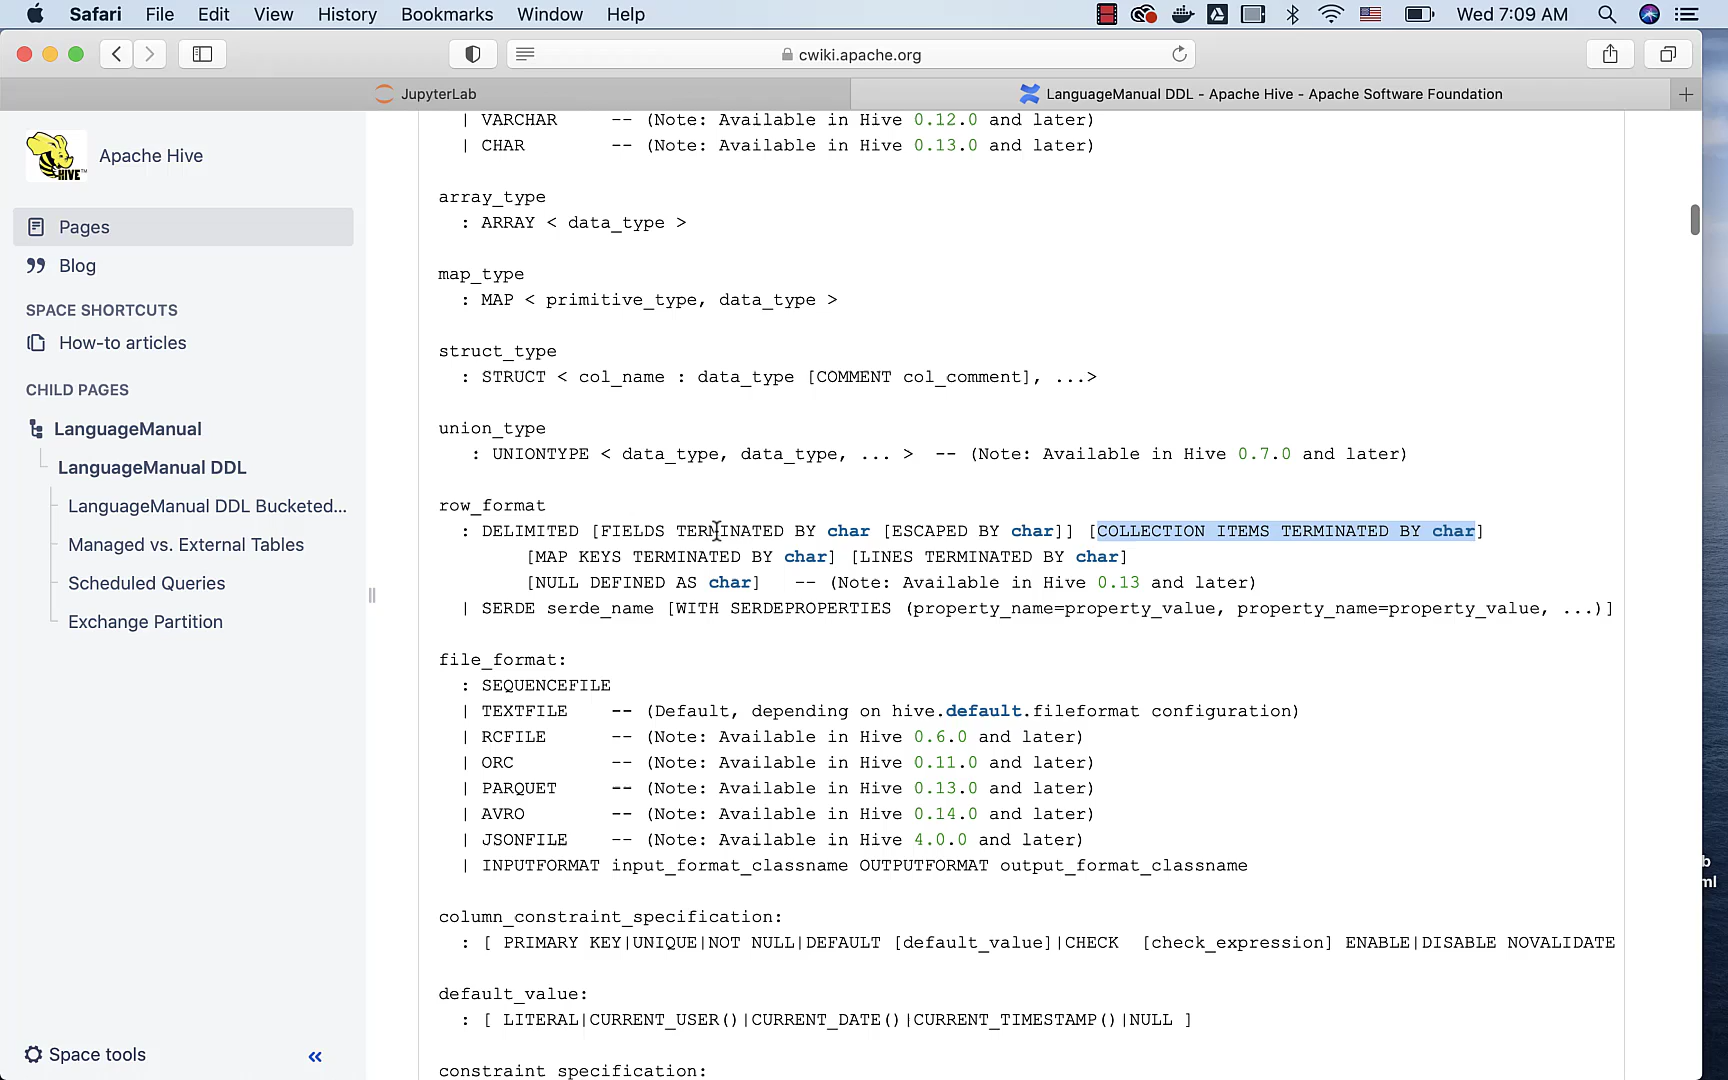 Safari File Edit View History Bookmarks Window Help Wed 7:09 AM
cwiki.apache.org
JupyterLab
LanguageManual DDL - Apache Hive - Apache Software Foundation
HIVE
Apache Hive
Pages
Blog
SPACE SHORTCUTS
How-to articles
CHILD PAGES
LanguageManual
LanguageManual DDL
LanguageManual DDL Bucketed...
Managed vs. External Tables
Scheduled Queries
Exchange Partition
Space tools
| VARCHAR -- (Note: Available in Hive 0.12.0 and later)
| CHAR -- (Note: Available in Hive 0.13.0 and later)
array_type
: ARRAY < data_type >
map_type
: MAP < primitive_type, data_type >
struct_type
: STRUCT < col_name : data_type [COMMENT col_comment], ...>
union_type
: UNIONTYPE < data_type, data_type, ... > -- (Note: Available in Hive 0.7.0 and later)
row_format
: DELIMITED [FIELDS TERMINATED BY char [ESCAPED BY char]] [COLLECTION ITEMS TERMINATED BY char]
[MAP KEYS TERMINATED BY char] [LINES TERMINATED BY char]
[NULL DEFINED AS char] -- (Note: Available in Hive 0.13 and later)
| SERDE serde_name [WITH SERDEPROPERTIES (property_name=property_value, property_name=property_value, ...)]
file_format:
: SEQUENCEFILE
| TEXTFILE -- (Default, depending on hive.default.fileformat configuration)
| RCFILE -- (Note: Available in Hive 0.6.0 and later)
| ORC -- (Note: Available in Hive 0.11.0 and later)
| PARQUET -- (Note: Available in Hive 0.13.0 and later)
| AVRO -- (Note: Available in Hive 0.14.0 and later)
| JSONFILE -- (Note: Available in Hive 4.0.0 and later)
| INPUTFORMAT input_format_classname OUTPUTFORMAT output_format_classname
column_constraint_specification:
: [ PRIMARY KEY|UNIQUE|NOT NULL|DEFAULT [default_value]|CHECK [check_expression] ENABLE|DISABLE NOVALIDATE
default_value:
: [ LITERAL|CURRENT_USER()|CURRENT_DATE()|CURRENT_TIMESTAMP()|NULL ]
constraint_specification:
b
ml